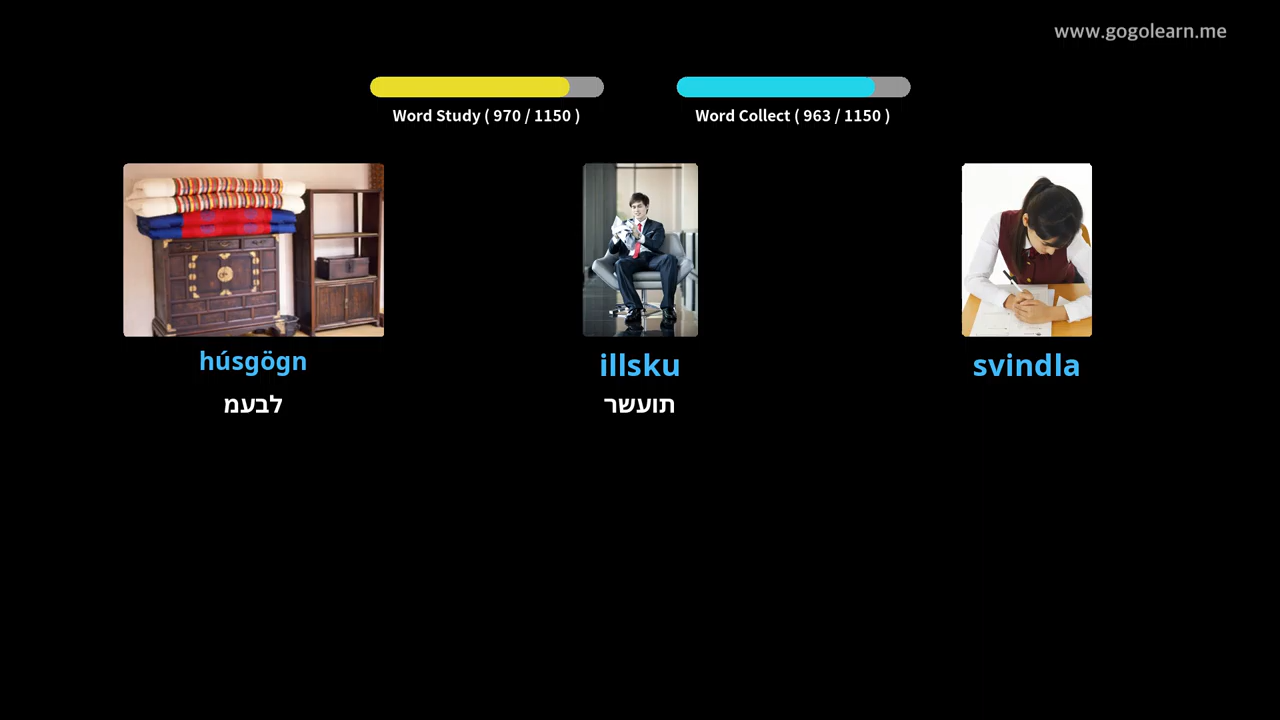 www.gogolearn.me
Word Study ( 970 / 1150 )
Word Collect ( 963 / 1150 )
húsgögn
illsku
svindla
לבעמ
תועשר